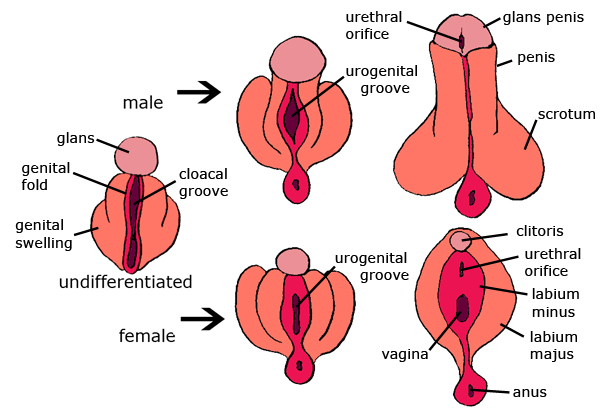 urethral
orifice
glans penis
penis
urogenital
groove
male
scrotum
glans
genital
fold
cloacal
groove
genital
swelling
undifferentiated
clitoris
urethral
orifice
urogenital
groove
labium
minus
female
labium
majus
vagina
anus